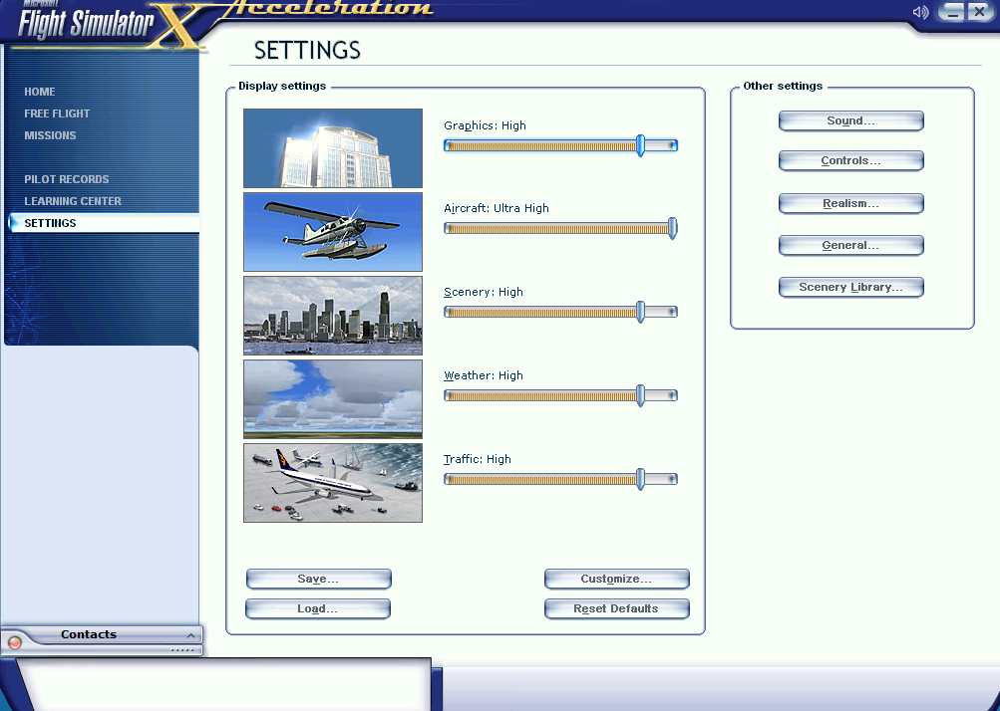 Microsoft
Flight Simulator X
Acceleration
SETTINGS
HOME
FREE FLIGHT
MISSIONS
PILOT RECORDS
LEARNING CENTER
SETTINGS
Display settings
Graphics: High
Aircraft: Ultra High
Scenery: High
Weather: High
Traffic: High
Save...
Customize...
Load...
Reset Defaults
Other settings
Sound...
Controls...
Realism...
General...
Scenery Library...
Contacts